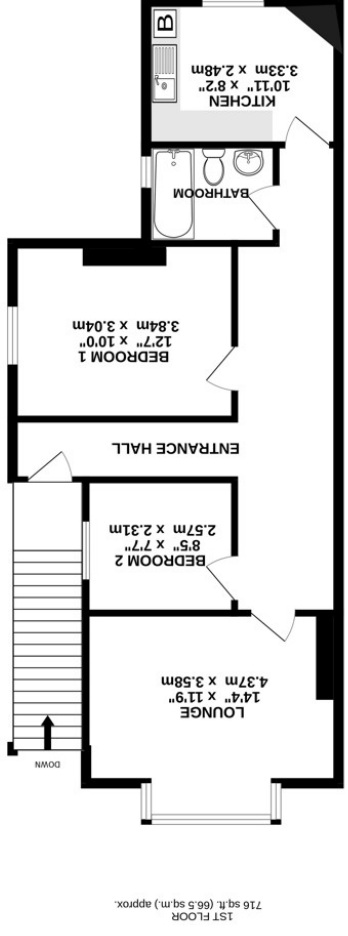 1ST FLOOR
716 sq.ft. (66.5 sq.m.) approx.
DOWN
LOUNGE
14'4" x 11'9"
4.37m x 3.58m
BEDROOM 2
8'5" x 7'7"
2.57m x 2.31m
ENTRANCE HALL
BEDROOM 1
12'7" x 10'0"
3.84m x 3.04m
BATHROOM
KITCHEN
10'11" x 8'2"
3.33m x 2.48m
B